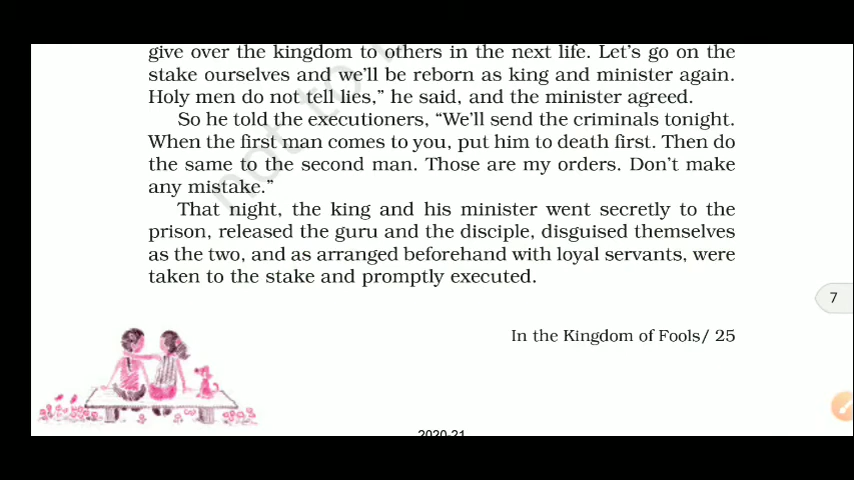 give over the kingdom to others in the next life. Let's go on the
stake ourselves and we'll be reborn as king and minister again.
Holy men do not tell lies,” he said, and the minister agreed.
So he told the executioners, “We'll send the criminals tonight.
When the first man comes to you, put him to death first. Then do
the same to the second man. Those are my orders. Don't make
any mistake.”
That night, the king and his minister went secretly to the
prison, released the guru and the disciple, disguised themselves
as the two, and as arranged beforehand with loyal servants, were
taken to the stake and promptly executed.
7
In the Kingdom of Fools/ 25
2020-21
not to